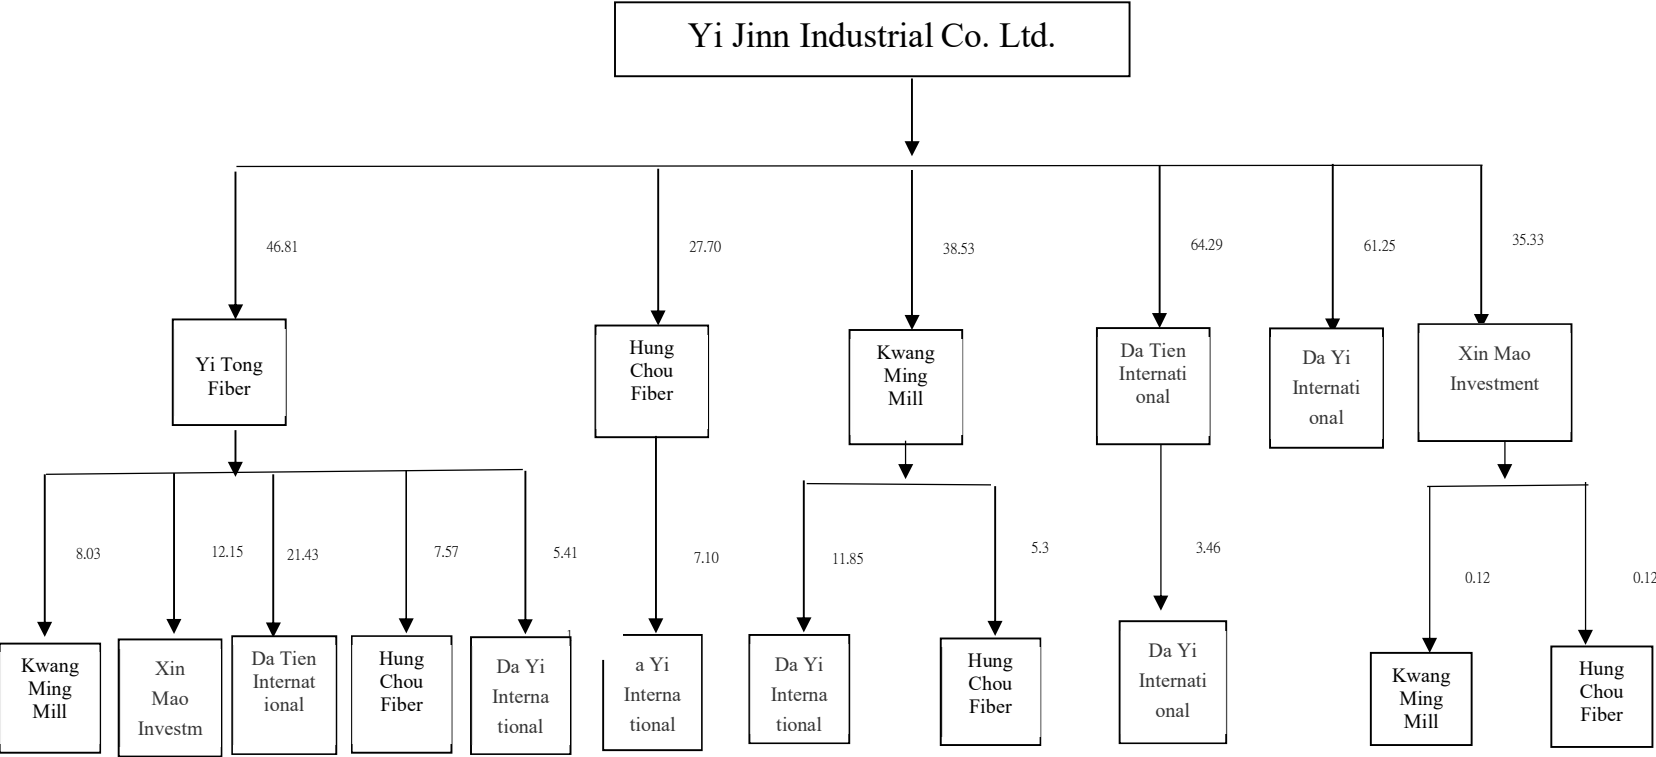 Yi Jinn Industrial Co. Ltd.
46.81
27.70
38.53
64.29
61.25
35.33
Yi Tong
Fiber
Hung
Chou
Fiber
Kwang
Ming
Mill
Da Tien
Internati
onal
Da Yi
Internati
onal
Xin Mao
Investment
8.03
12.15
21.43
7.57
5.41
7.10
11.85
5.3
3.46
0.12
0.12
Kwang
Ming
Mill
Xin
Mao
Investm
Da Tien
Internat
ional
Hung
Chou
Fiber
Da Yi
Interna
tional
a Yi
Interna
tional
Da Yi
Interna
tional
Hung
Chou
Fiber
Da Yi
Internati
onal
Kwang
Ming
Mill
Hung
Chou
Fiber